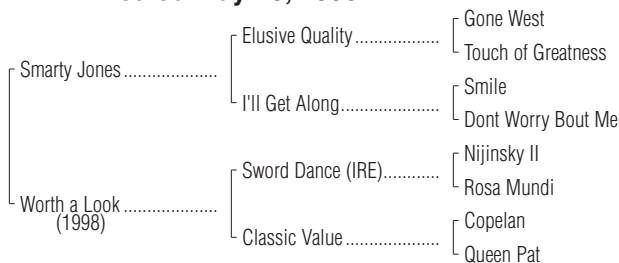 Gone West
Elusive Quality..................
Touch of Greatness
Smarty Jones....................
Smile
I'll Get Along.....................
Dont Worry Bout Me
Nijinsky II
Sword Dance (IRE)............
Rosa Mundi
Worth a Look....................
(1998)
Copelan
Classic Value....................
Queen Pat